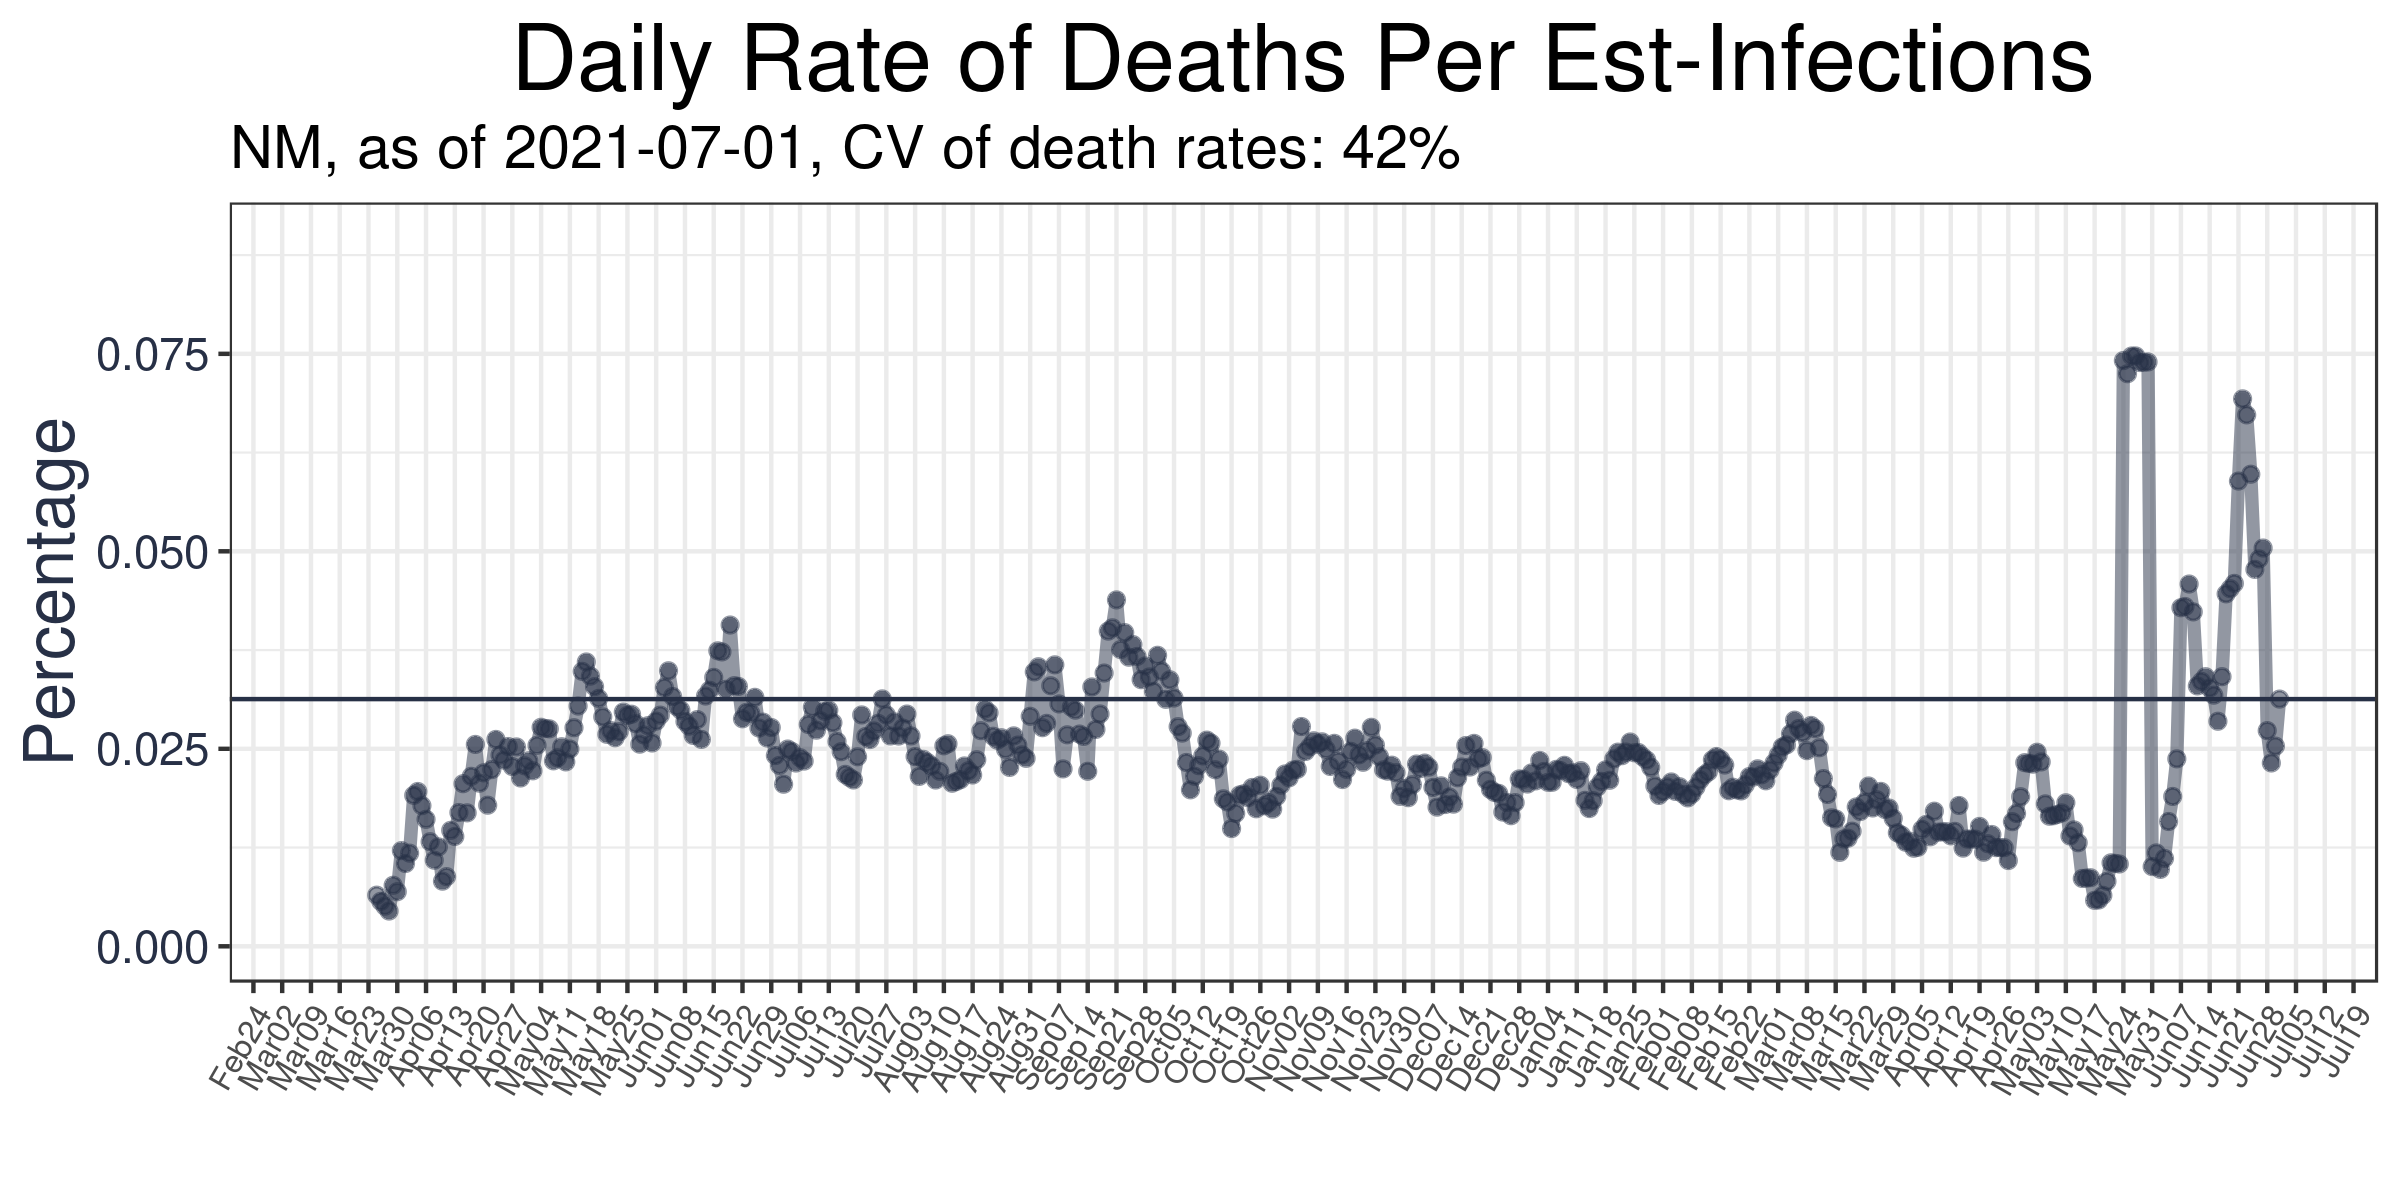 Daily Rate of Deaths Per Est-Infections
NM, as of 2021-07-01, CV of death rates: 42%
Percentage
0.075
0.050
0.025
0.000
Feb24
Mar02
Mar09
Mar16
Mar23
Mar30
Apr06
Apr13
Apr20
Apr27
May04
May11
May18
May25
Jun01
Jun08
Jun15
Jun22
Jun29
Jul06
Jul13
Jul20
Jul27
Aug03
Aug10
Aug17
Aug24
Aug31
Sep07
Sep14
Sep21
Sep28
Oct05
Oct12
Oct19
Oct26
Nov02
Nov09
Nov16
Nov23
Nov30
Dec07
Dec14
Dec21
Dec28
Jan04
Jan11
Jan18
Jan25
Feb01
Feb08
Feb15
Feb22
Mar01
Mar08
Mar15
Mar22
Mar29
Apr05
Apr12
Apr19
Apr26
May03
May10
May17
May24
May31
Jun07
Jun14
Jun21
Jun28
Jul05
Jul12
Jul19